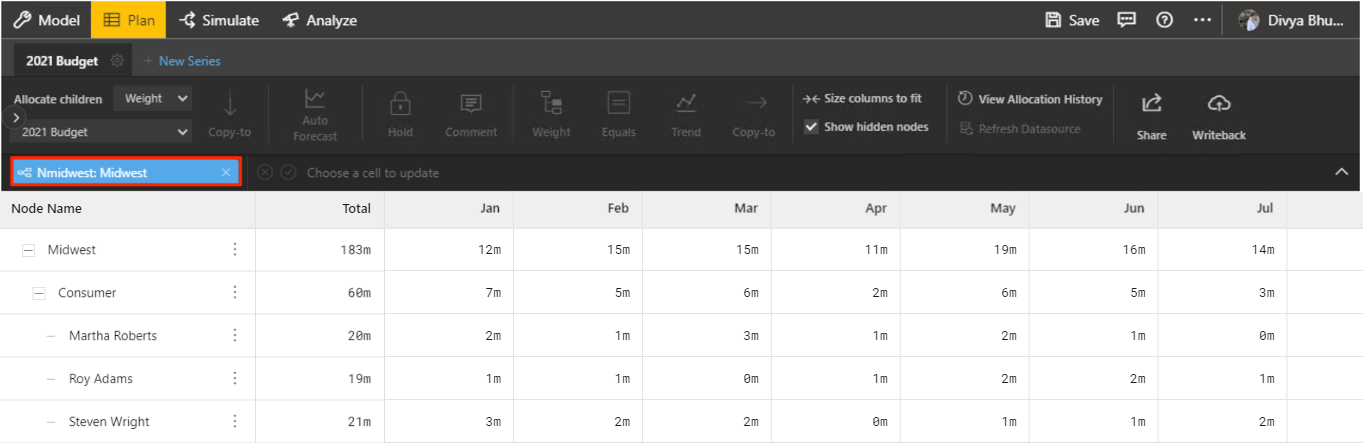 Model Plan Simulate Analyze Save Divya Bhu...
2021 Budget + New Series
Allocate children Weight Copy-to Auto Forecast Hold Comment Weight Equals Trend Copy-to Size columns to fit View Allocation History Share Writeback
2021 Budget Show hidden nodes Refresh Datasource
Nmidwest: Midwest Choose a cell to update
Node Name Total Jan Feb Mar Apr May Jun Jul
Midwest 183m 12m 15m 15m 11m 19m 16m 14m
Consumer 60m 7m 5m 6m 2m 6m 5m 3m
Martha Roberts 20m 2m 1m 3m 1m 2m 1m 0m
Roy Adams 19m 1m 1m 0m 1m 2m 2m 1m
Steven Wright 21m 3m 2m 2m 0m 1m 1m 2m